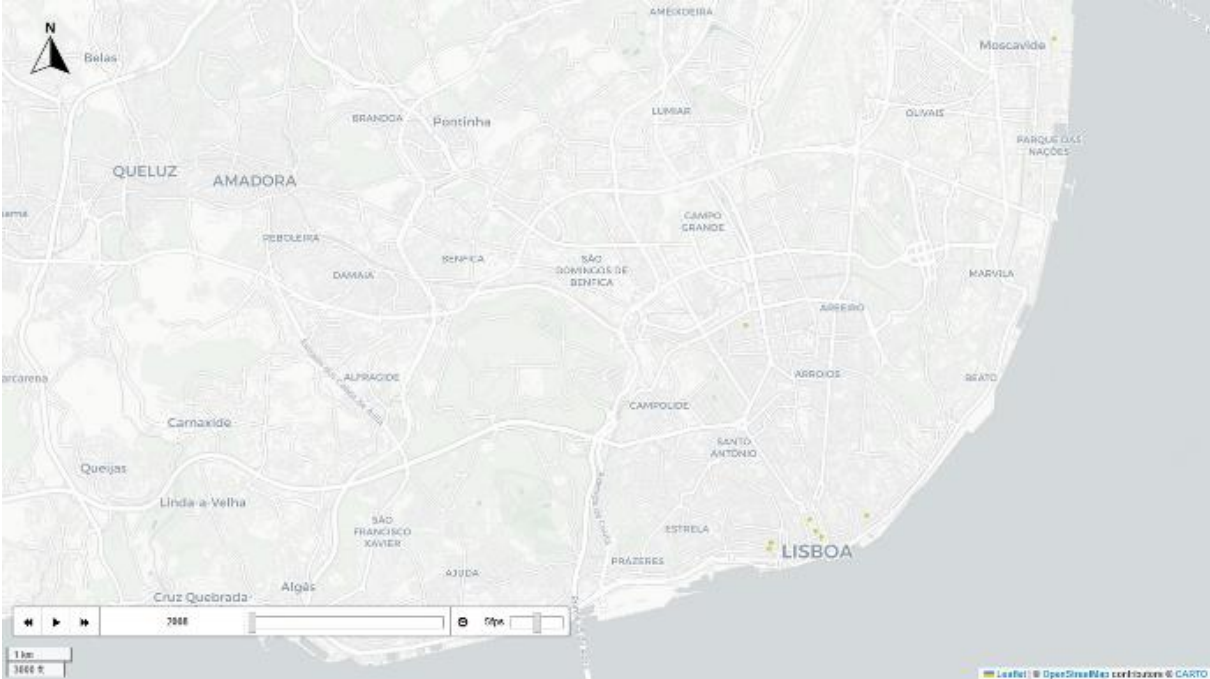 N
AMEIXOEIRA
Moscavide
Belas
LUMIAR
OLIVAIS
BRANDOA
Pontinha
PARQUE DAS
NAÇÕES
QUELUZ
AMADORA
CAMPO
GRANDE
REBOLEIRA
BENFICA
SÃO
DOMINGOS DE
BENFICA
DAMAIA
MARVILA
AREEIRO
ARROIOS
BEATO
ALFRAGIDE
CAMPOLIDE
Carnaxide
SANTO
ANTÓNIO
Queijas
Linda-a-Velha
SÃO
FRANCISCO
XAVIER
ESTRELA
LISBOA
PRAZERES
AJUDA
Algés
Cruz Quebrada
2008
5fps
1 km
3000 ft
Leaflet | © OpenStreetMap contributors © CARTO